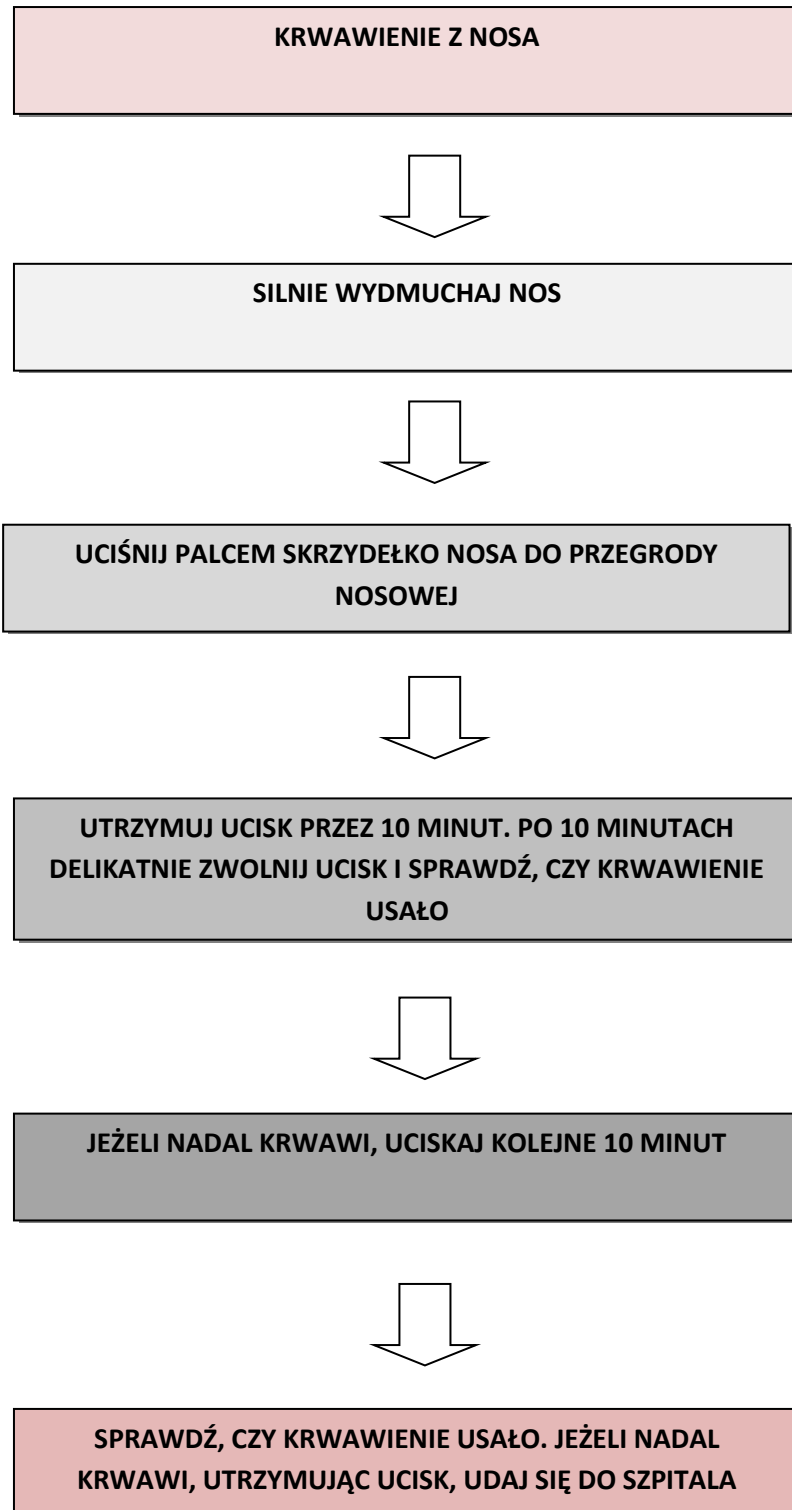 KRWAWIENIE Z NOSA
SILNIE WYDMUCHAJ NOS
UCIŚNIJ PALCEM SKRZYDEŁKO NOSA DO PRZEGRODY
NOSOWEJ
UTRZYMUJ UCISK PRZEZ 10 MINUT. PO 10 MINUTACH
DELIKATNIE ZWOLNIJ UCISK I SPRAWDŹ, CZY KRWAWIENIE
USAŁO
JEŻELI NADAL KRWAWI, UCISKAJ KOLEJNE 10 MINUT
SPRAWDŹ, CZY KRWAWIENIE USAŁO. JEŻELI NADAL
KRWAWI, UTRZYMUJĄC UCISK, UDAJ SIĘ DO SZPITALA